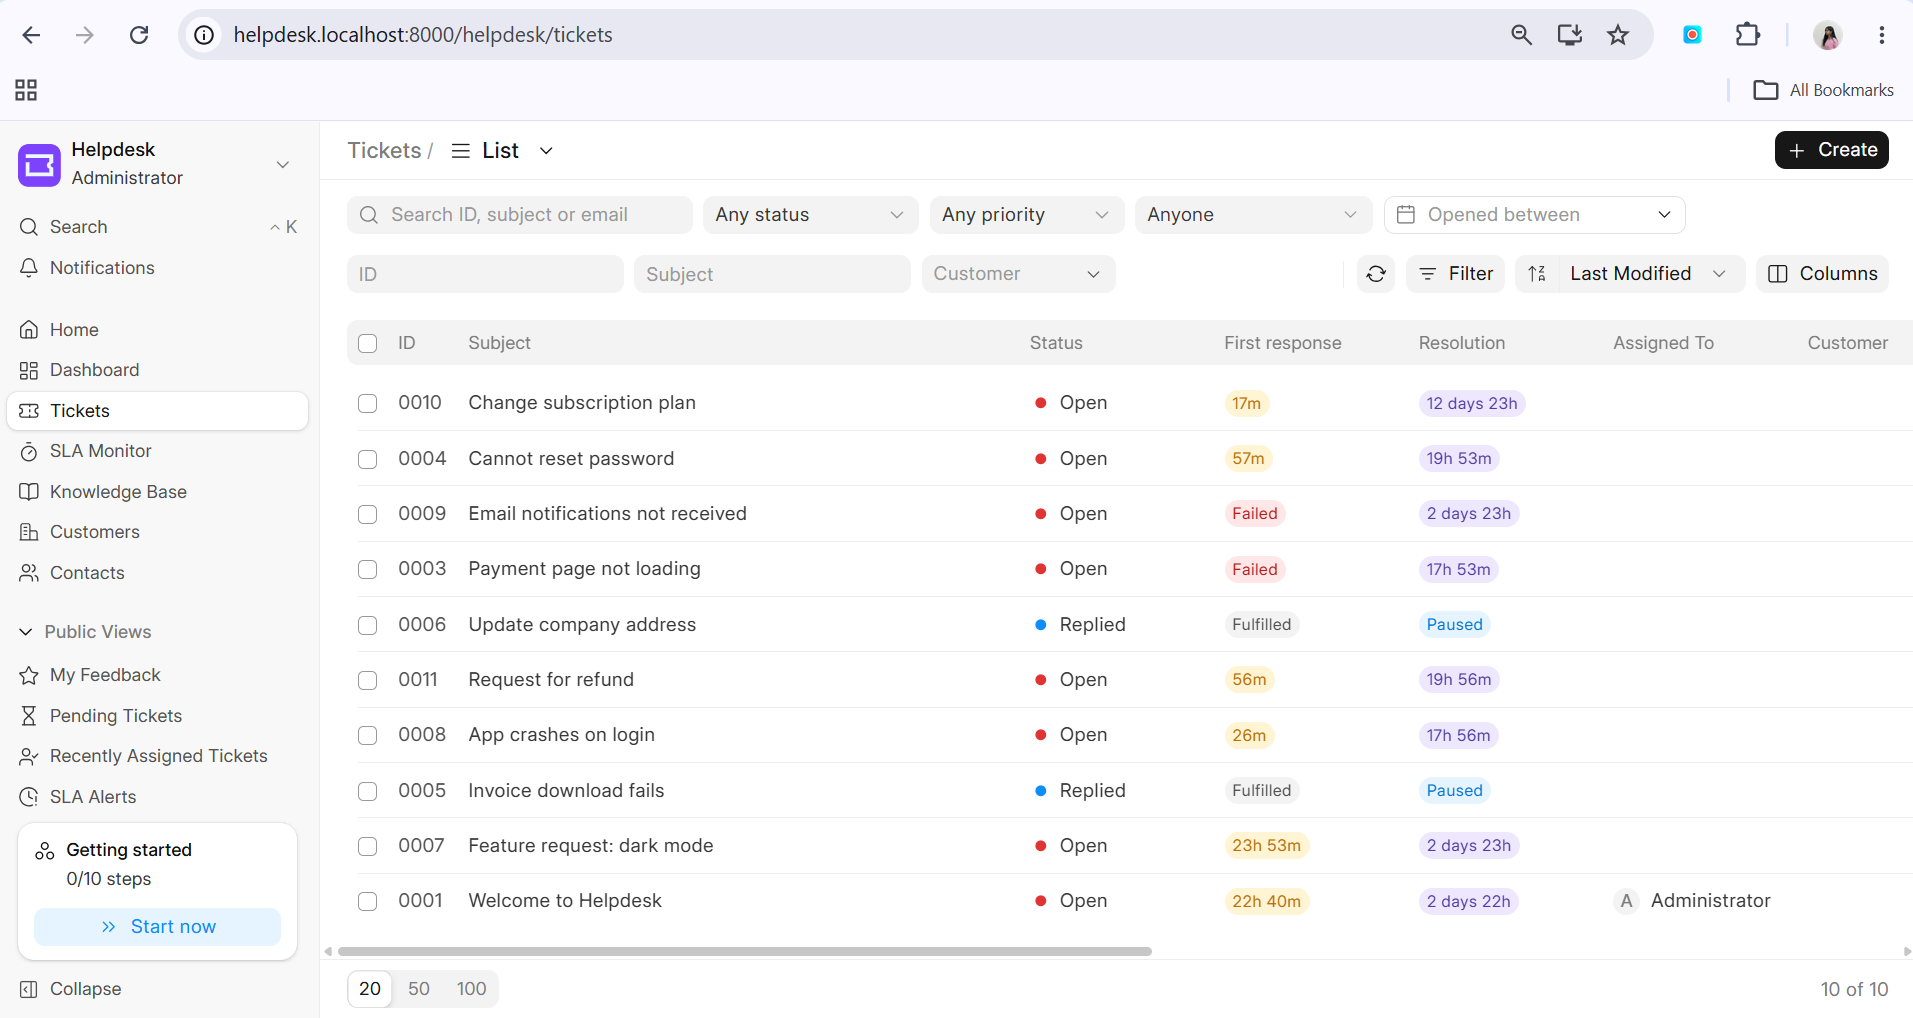 helpdesk.localhost:8000/helpdesk/tickets
All Bookmarks
Helpdesk
Administrator
Search K
Notifications
Home
Dashboard
Tickets
SLA Monitor
Knowledge Base
Customers
Contacts
Public Views
My Feedback
Pending Tickets
Recently Assigned Tickets
SLA Alerts
Getting started
0/10 steps
Start now
Collapse
Tickets / List
Create
Search ID, subject or email Any status Any priority Anyone Opened between
ID Subject Customer Filter Last Modified Columns
ID Subject Status First response Resolution Assigned To Customer
0010 Change subscription plan Open 17m 12 days 23h
0004 Cannot reset password Open 57m 19h 53m
0009 Email notifications not received Open Failed 2 days 23h
0003 Payment page not loading Open Failed 17h 53m
0006 Update company address Replied Fulfilled Paused
0011 Request for refund Open 56m 19h 56m
0008 App crashes on login Open 26m 17h 56m
0005 Invoice download fails Replied Fulfilled Paused
0007 Feature request: dark mode Open 23h 53m 2 days 23h
0001 Welcome to Helpdesk Open 22h 40m 2 days 22h A Administrator
20 50 100
10 of 10